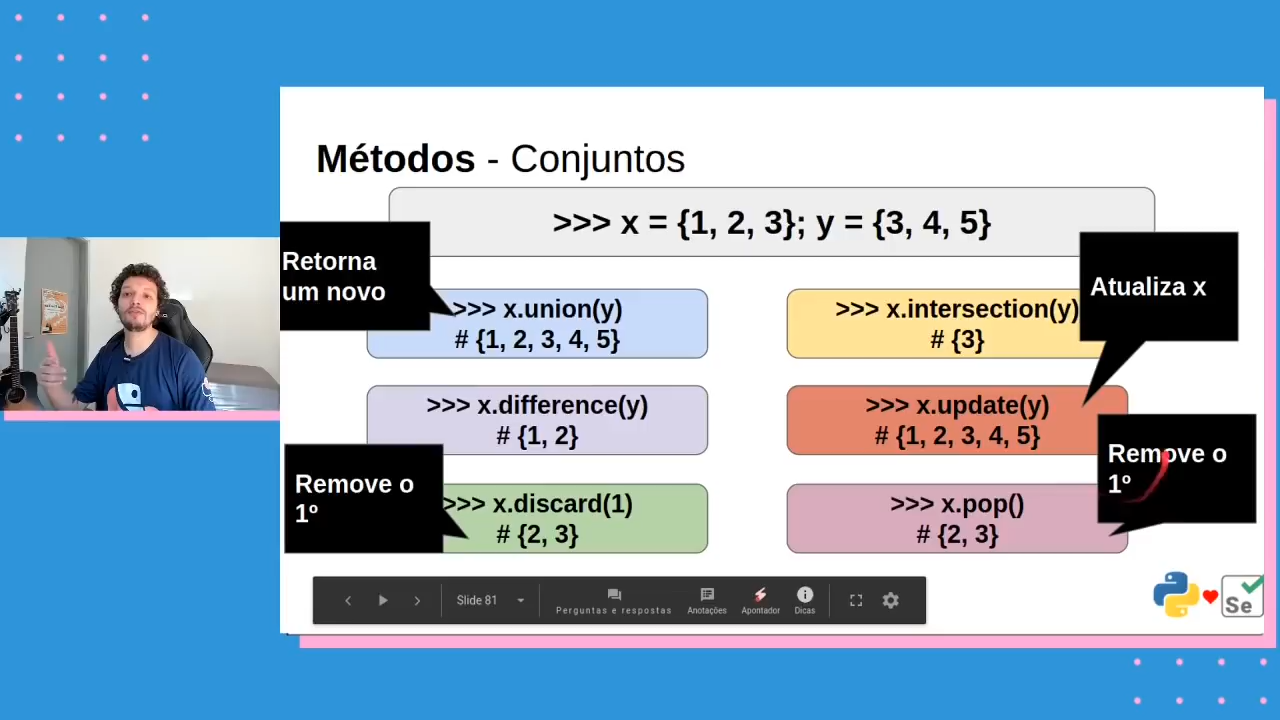 Métodos - Conjuntos
>>> x = {1, 2, 3}; y = {3, 4, 5}
Retorna
um novo
>>> x.union(y)
# {1, 2, 3, 4, 5}
>>> x.intersection(y)
# {3}
Atualiza x
>>> x.difference(y)
# {1, 2}
>>> x.update(y)
# {1, 2, 3, 4, 5}
Remove o
1º
>>> x.discard(1)
# {2, 3}
>>> x.pop()
# {2, 3}
Remove o
1º
Slide 81
Perguntas e respostas
Anotações
Apontador
Dicas
Se